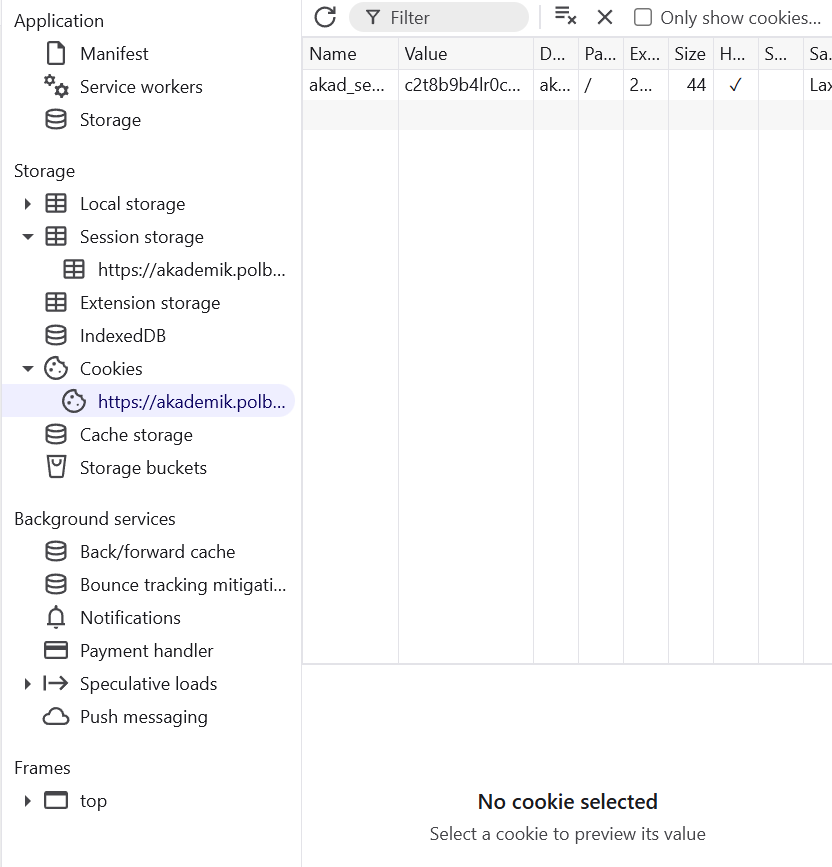 Application
Manifest
Service workers
Storage
Storage
Local storage
Session storage
https://akademik.polb...
Extension storage
IndexedDB
Cookies
https://akademik.polb...
Cache storage
Storage buckets
Background services
Back/forward cache
Bounce tracking mitigati...
Notifications
Payment handler
Speculative loads
Push messaging
Frames
top
Filter Only show cookies...
Name Value D... Pa... Ex... Size H... S... Sa.
akad_se... c2t8b9b4lr0c... ak... / 2... 44 ✓ Lax
No cookie selected
Select a cookie to preview its value